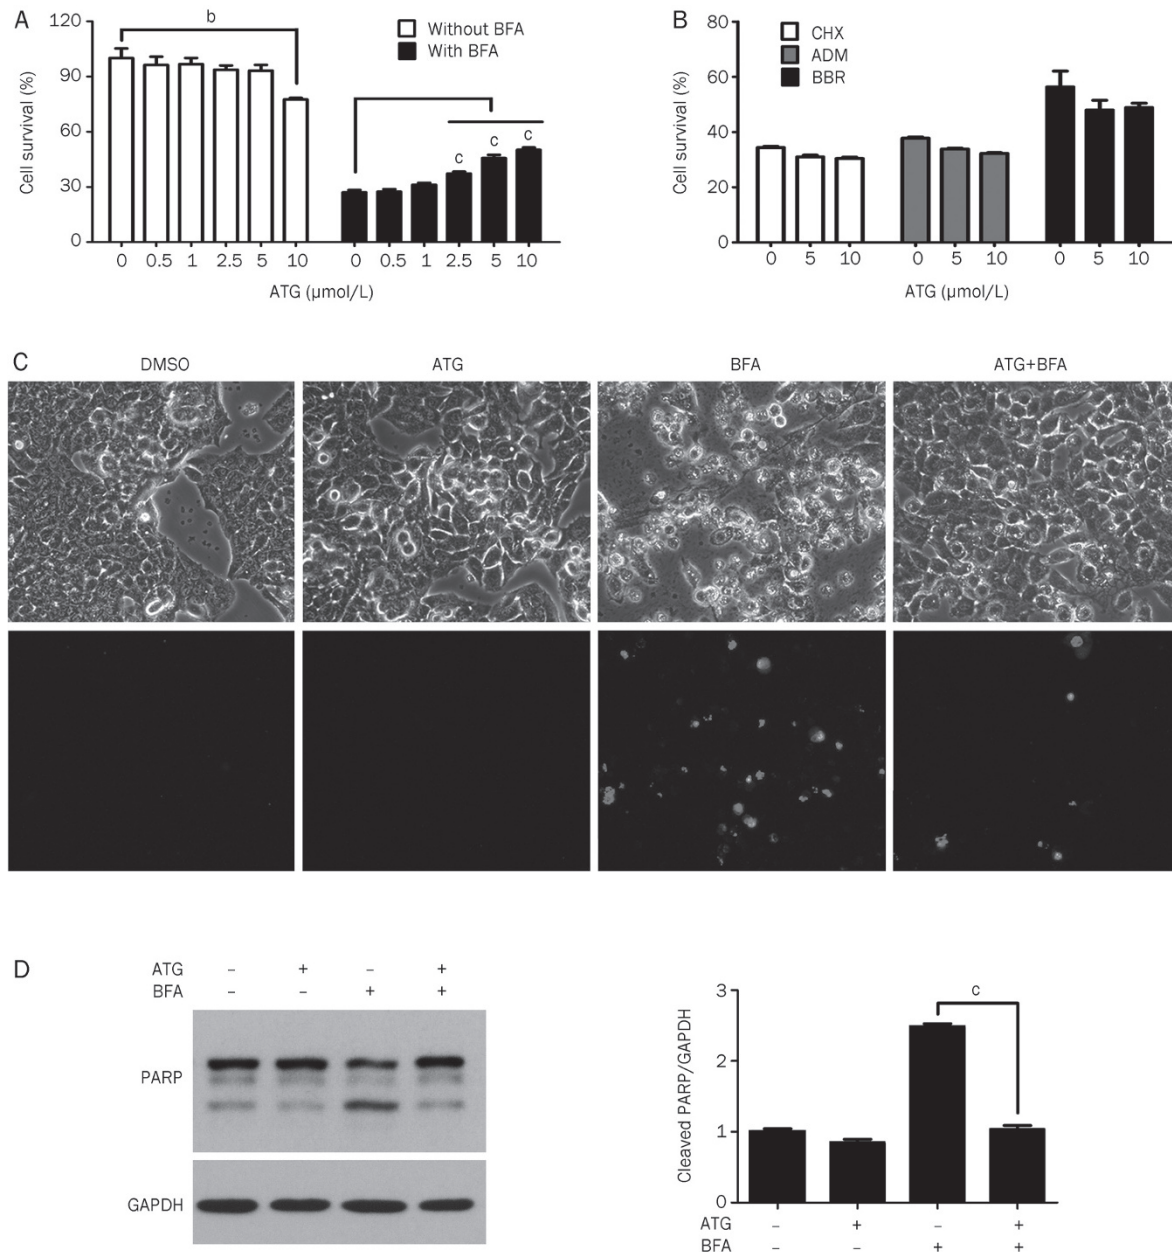 A
120
90
60
30
0
Cell survival (%)
b
Without BFA
With BFA
c c c
0 0.5 1 2.5 5 10 0 0.5 1 2.5 5 10
ATG (μmol/L)
B
80
60
40
20
0
Cell survival (%)
CHX
ADM
BBR
0 5 10 0 5 10 0 5 10
ATG (μmol/L)
C
DMSO ATG BFA ATG+BFA
D
ATG – + – +
BFA – – + +
PARP
GAPDH
3
2
1
0
Cleaved PARP/GAPDH
c
ATG – + – +
BFA – – + +